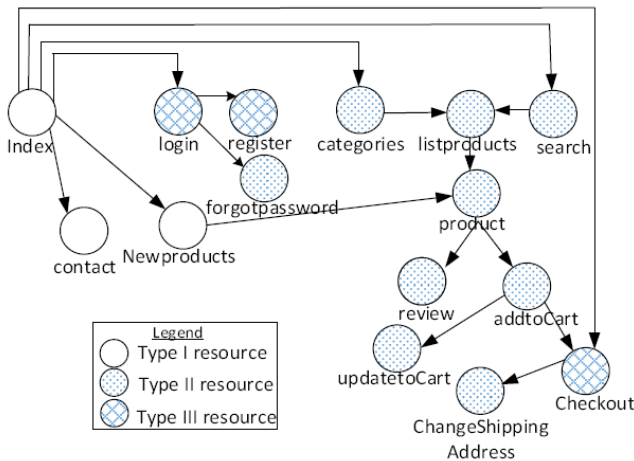 Index
login
register
categories
listproducts
search
forgotpassword
product
Newproducts
contact
review
addtoCart
updatetoCart
Checkout
ChangeShipping
Address
Legend
Type I resource
Type II resource
Type III resource